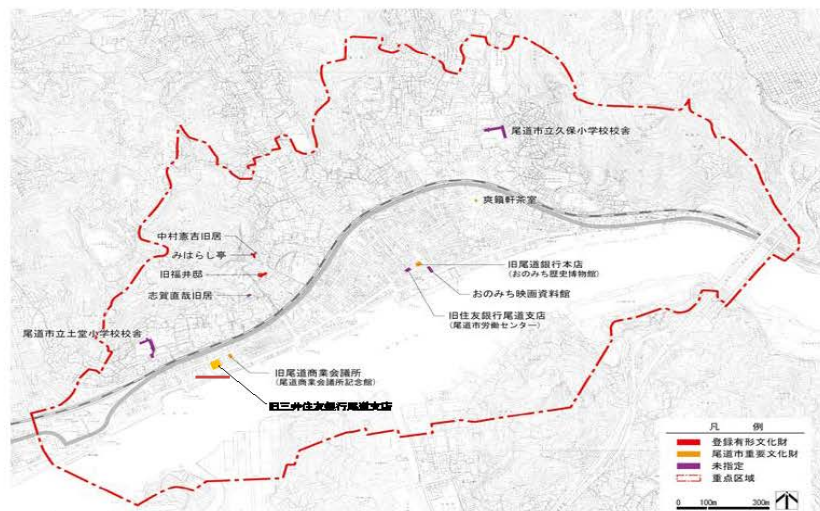 尾道市立久保小学校校舎
爽籟軒茶室
中村憲吉旧居
みはらし亭
旧福井邸
志賀直哉旧居
旧尾道銀行本店
(おのみち歴史博物館)
おのみち映画資料館
旧住友銀行尾道支店
(尾道市労働センター)
尾道市立土堂小学校校舎
旧尾道商業会議所
(尾道商業会議所記念館)
旧三井住友銀行尾道支店
凡 例
登録有形文化財
尾道市重要文化財
未指定
重点区域
0 100m 300m